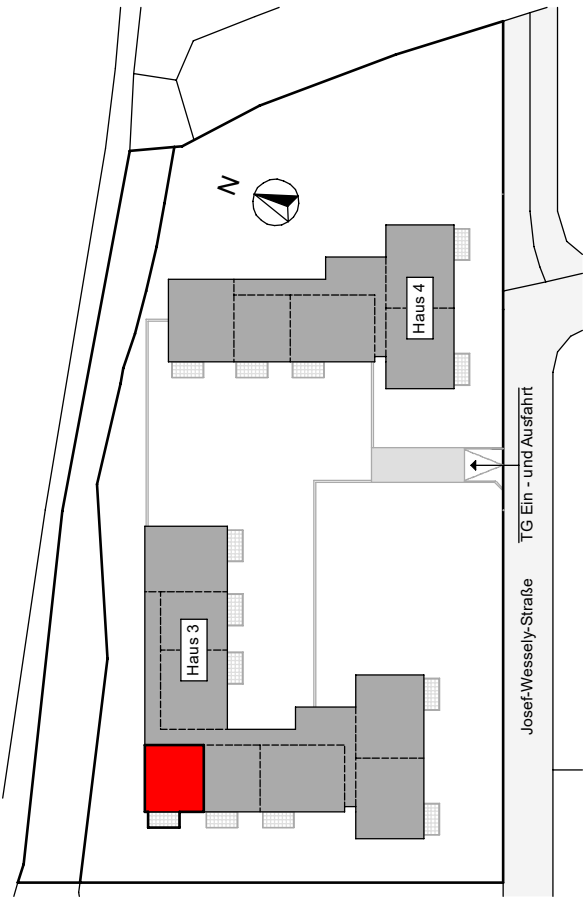 N
Haus 4
TG Ein - und Ausfahrt
Haus 3
Josef-Wessely-Straße